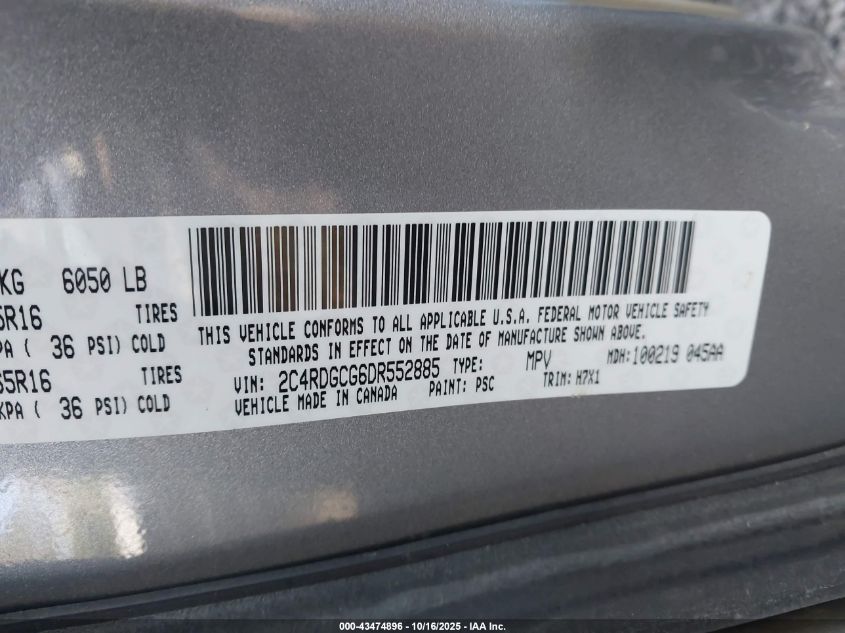 KG 6050 LB
5R16 TIRES
PA ( 36 PSI) COLD
65R16 TIRES
KPA ( 36 PSI) COLD
THIS VEHICLE CONFORMS TO ALL APPLICABLE U.S.A. FEDERAL MOTOR VEHICLE SAFETY
STANDARDS IN EFFECT ON THE DATE OF MANUFACTURE SHOWN ABOVE.
VIN: 2C4RDGCG6DR552885 TYPE: MPV MDH: 100219 045AA
VEHICLE MADE IN CANADA PAINT: PSC TRIM: H7X1
000-43474896 - 10/16/2025 - IAA Inc.